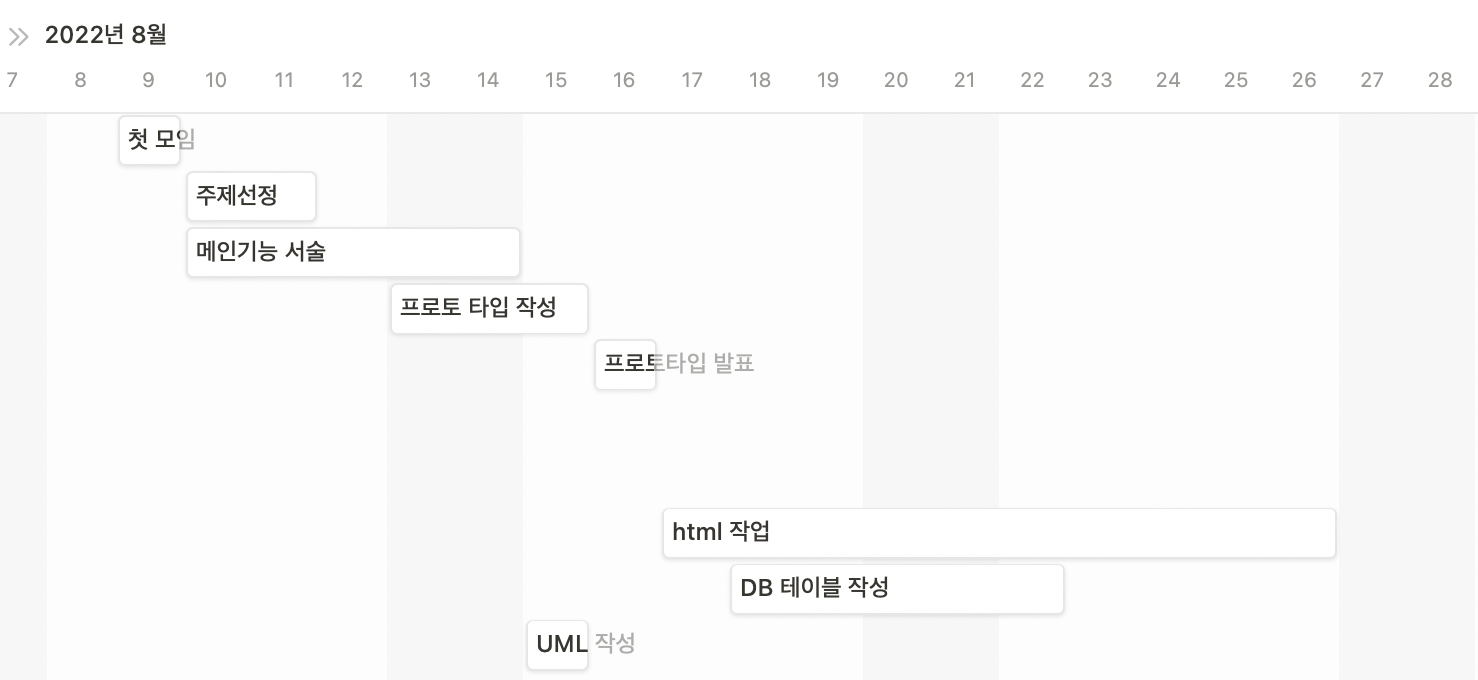 2022년 8월
7 8 9 10 11 12 13 14 15 16 17 18 19 20 21 22 23 24 25 26 27 28
첫 모임
주제선정
메인기능 서술
프로토 타입 작성
프로토타입 발표
html 작업
DB 테이블 작성
UML 작성